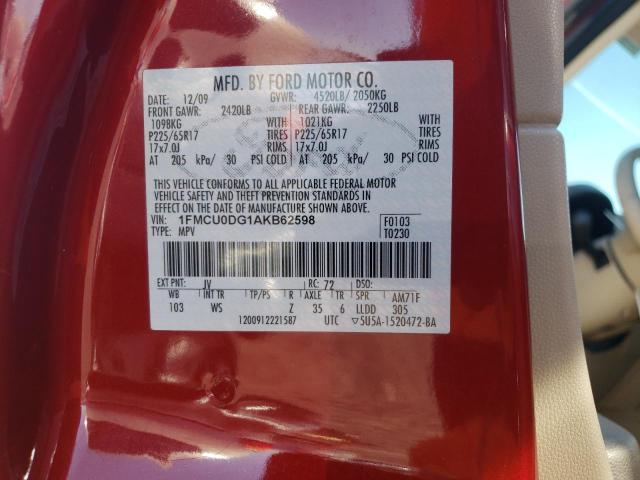 MFD. BY FORD MOTOR CO.
DATE: 12/09 GVWR: 4520LB/ 2050KG
FRONT GAWR: 2420LB REAR GAWR: 2250LB
1098KG WITH 1021KG WITH
P225/65R17 TIRES P225/65R17 TIRES
17x7.0J RIMS 17x7.0J RIMS
AT 205 kPa/ 30 PSI COLD AT 205 kPa/ 30 PSI COLD
THIS VEHICLE CONFORMS TO ALL APPLICABLE FEDERAL MOTOR
VEHICLE SAFETY AND THEFT PREVENTION STANDARDS IN
EFFECT ON THE DATE OF MANUFACTURE SHOWN ABOVE.
VIN: 1FMCU0DG1AKB62598 F0103
TYPE: MPV T0230
EXT PNT: JV RC: 72 DSO:
WB INT TR TP/PS R AXLE TR SPR AM71F
103 WS Z 35 6 LLDD 305
1200912221587 UTC ▽5U5A-1520472-BA